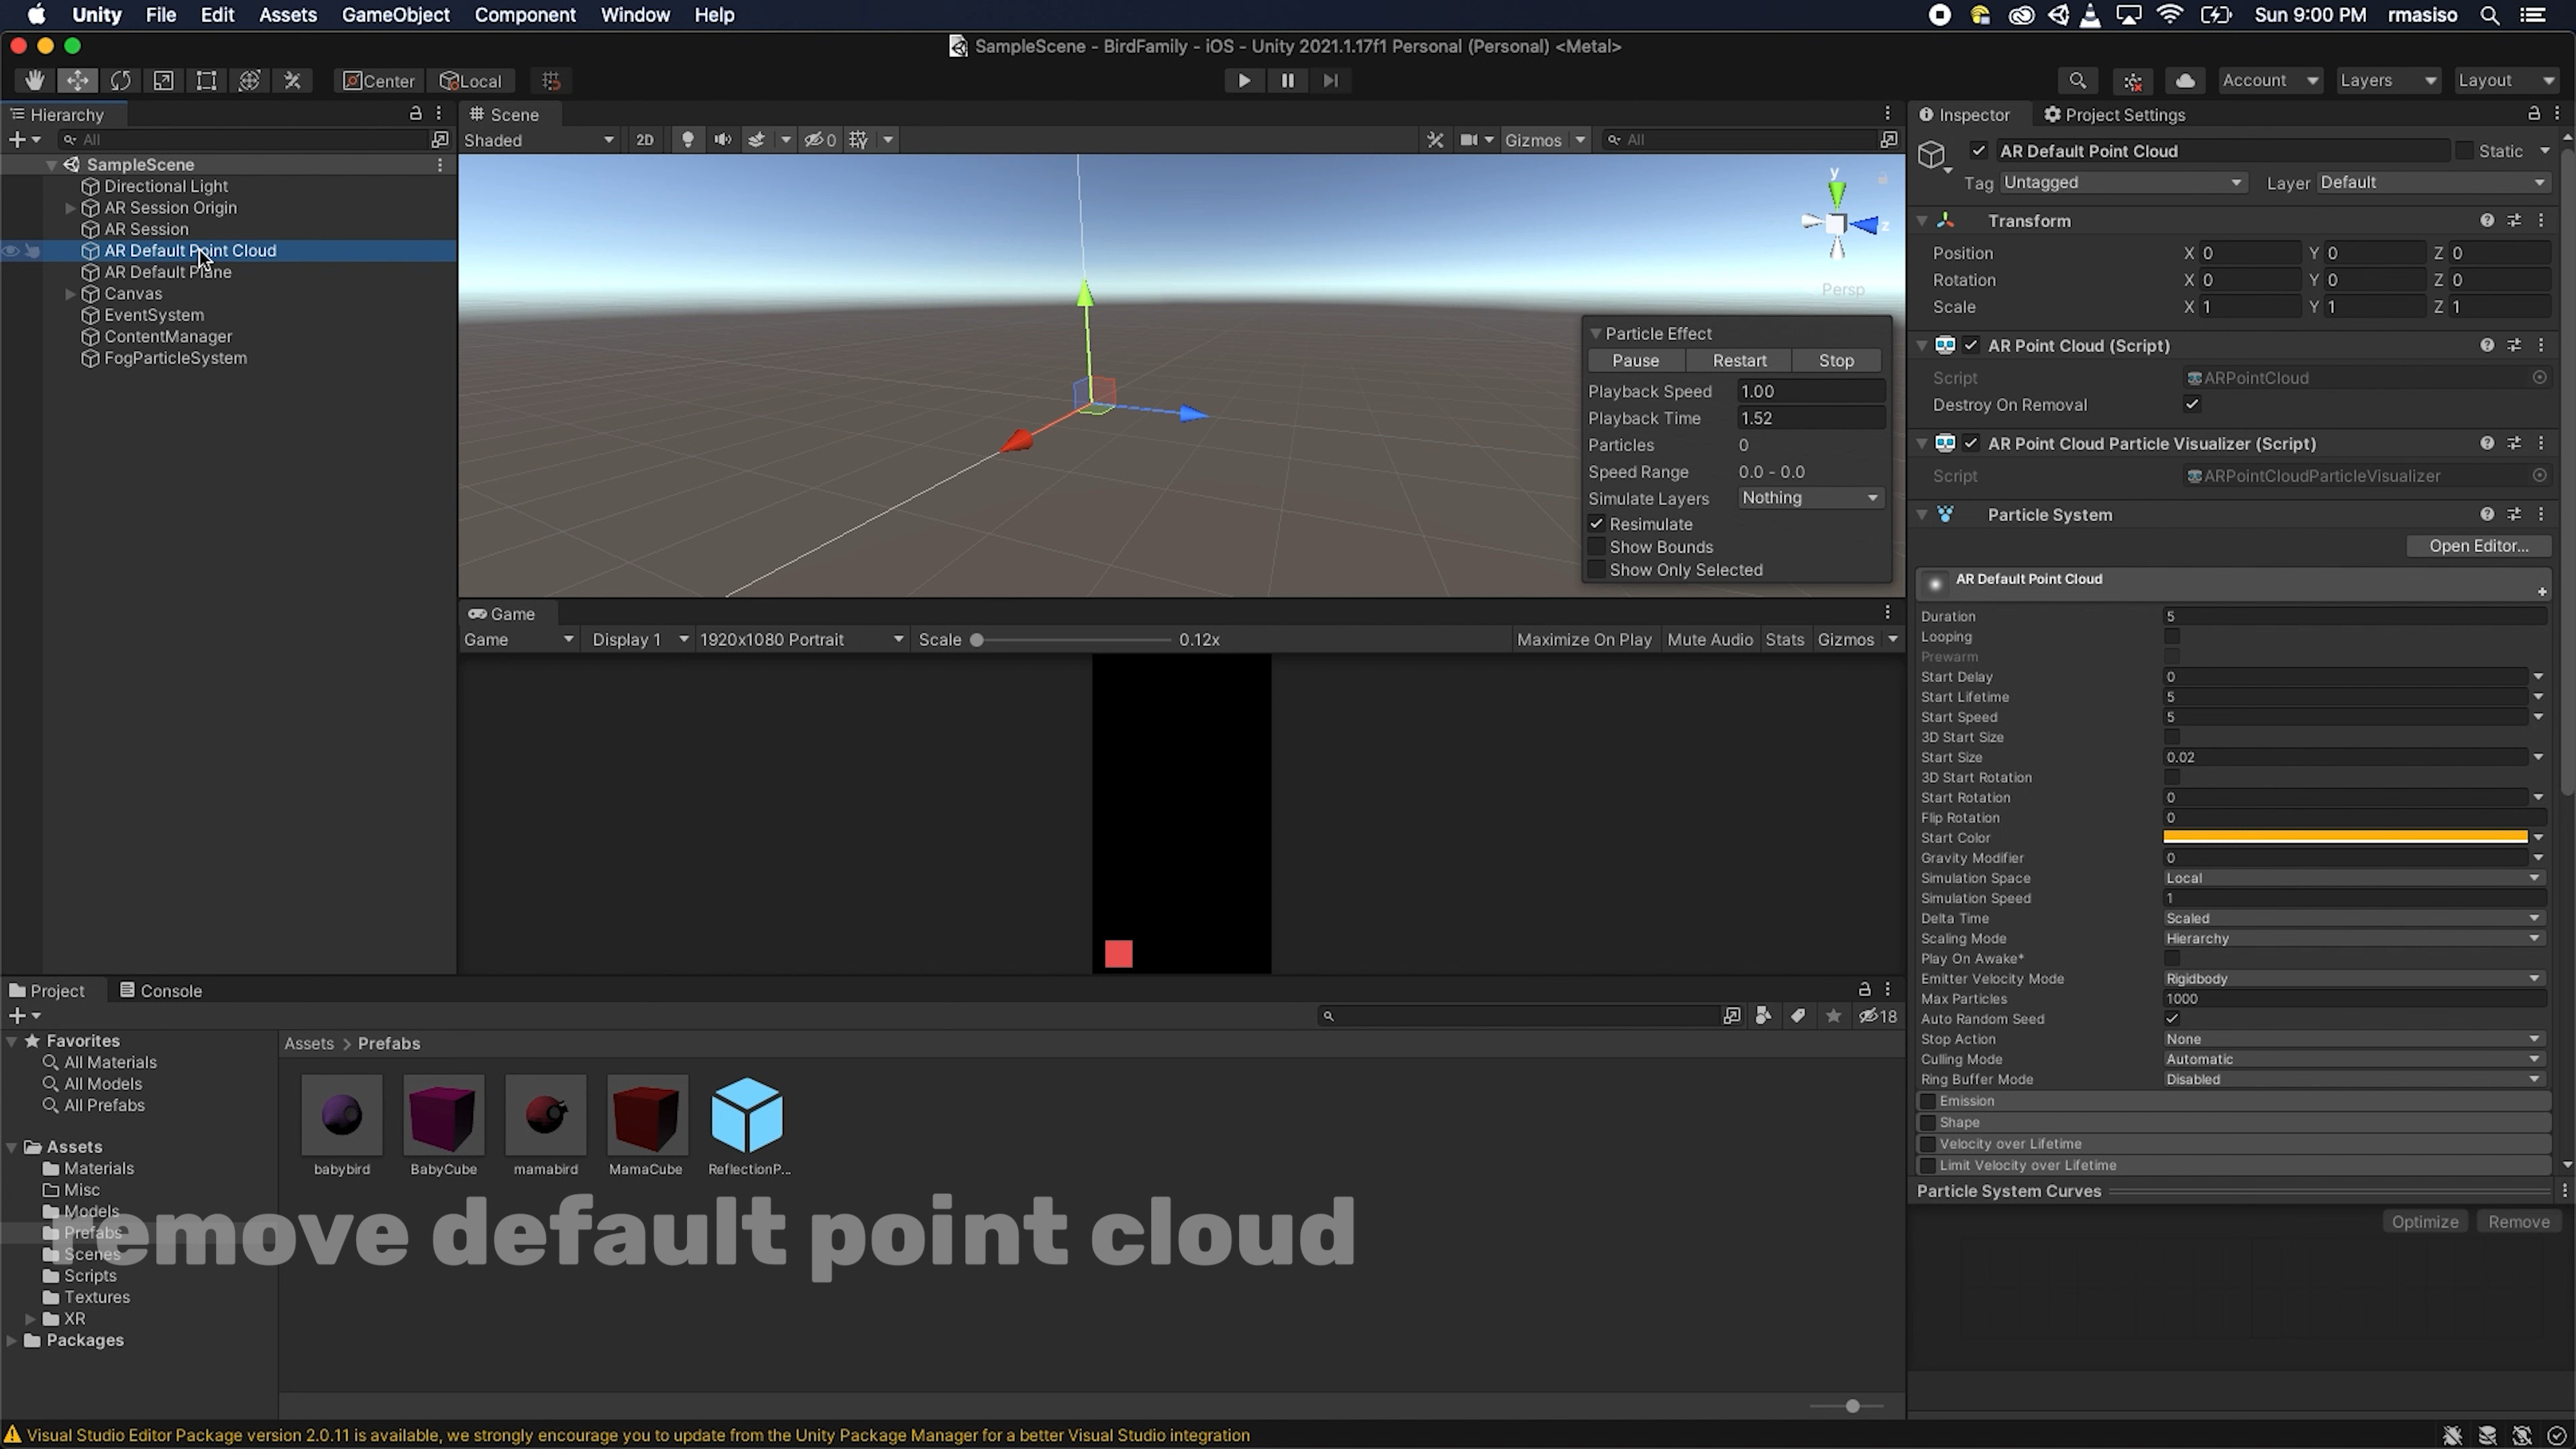 Unity File Edit Assets GameObject Component Window Help
Sun 9:00 PM rmasiso
SampleScene - BirdFamily - iOS - Unity 2021.1.17f1 Personal (Personal) <Metal>
Center Local
Account Layers Layout
Hierarchy
All
SampleScene
Directional Light
AR Session Origin
AR Session
AR Default Point Cloud
AR Default Plane
Canvas
EventSystem
ContentManager
FogParticleSystem
Scene
Shaded 2D 0 Gizmos All
y
z
Persp
Particle Effect
Pause Restart Stop
Playback Speed 1.00
Playback Time 1.52
Particles 0
Speed Range 0.0 - 0.0
Simulate Layers Nothing
Resimulate
Show Bounds
Show Only Selected
Game
Game Display 1 1920x1080 Portrait Scale 0.12x Maximize On Play Mute Audio Stats Gizmos
Project Console
18
Favorites
All Materials
All Models
All Prefabs
Assets
Materials
Misc
Models
Prefabs
Scenes
Scripts
Textures
XR
Packages
Assets > Prefabs
babybird BabyCube mamabird MamaCube ReflectionP...
remove default point cloud
Inspector Project Settings
AR Default Point Cloud Static
Tag Untagged Layer Default
Transform
Position X 0 Y 0 Z 0
Rotation X 0 Y 0 Z 0
Scale X 1 Y 1 Z 1
AR Point Cloud (Script)
Script ARPointCloud
Destroy On Removal
AR Point Cloud Particle Visualizer (Script)
Script ARPointCloudParticleVisualizer
Particle System
Open Editor...
AR Default Point Cloud
Duration 5
Looping
Prewarm
Start Delay 0
Start Lifetime 5
Start Speed 5
3D Start Size
Start Size 0.02
3D Start Rotation
Start Rotation 0
Flip Rotation 0
Start Color
Gravity Modifier 0
Simulation Space Local
Simulation Speed 1
Delta Time Scaled
Scaling Mode Hierarchy
Play On Awake*
Emitter Velocity Mode Rigidbody
Max Particles 1000
Auto Random Seed
Stop Action None
Culling Mode Automatic
Ring Buffer Mode Disabled
Emission
Shape
Velocity over Lifetime
Limit Velocity over Lifetime
Particle System Curves
Optimize Remove
Visual Studio Editor Package version 2.0.11 is available, we strongly encourage you to update from the Unity Package Manager for a better Visual Studio integration